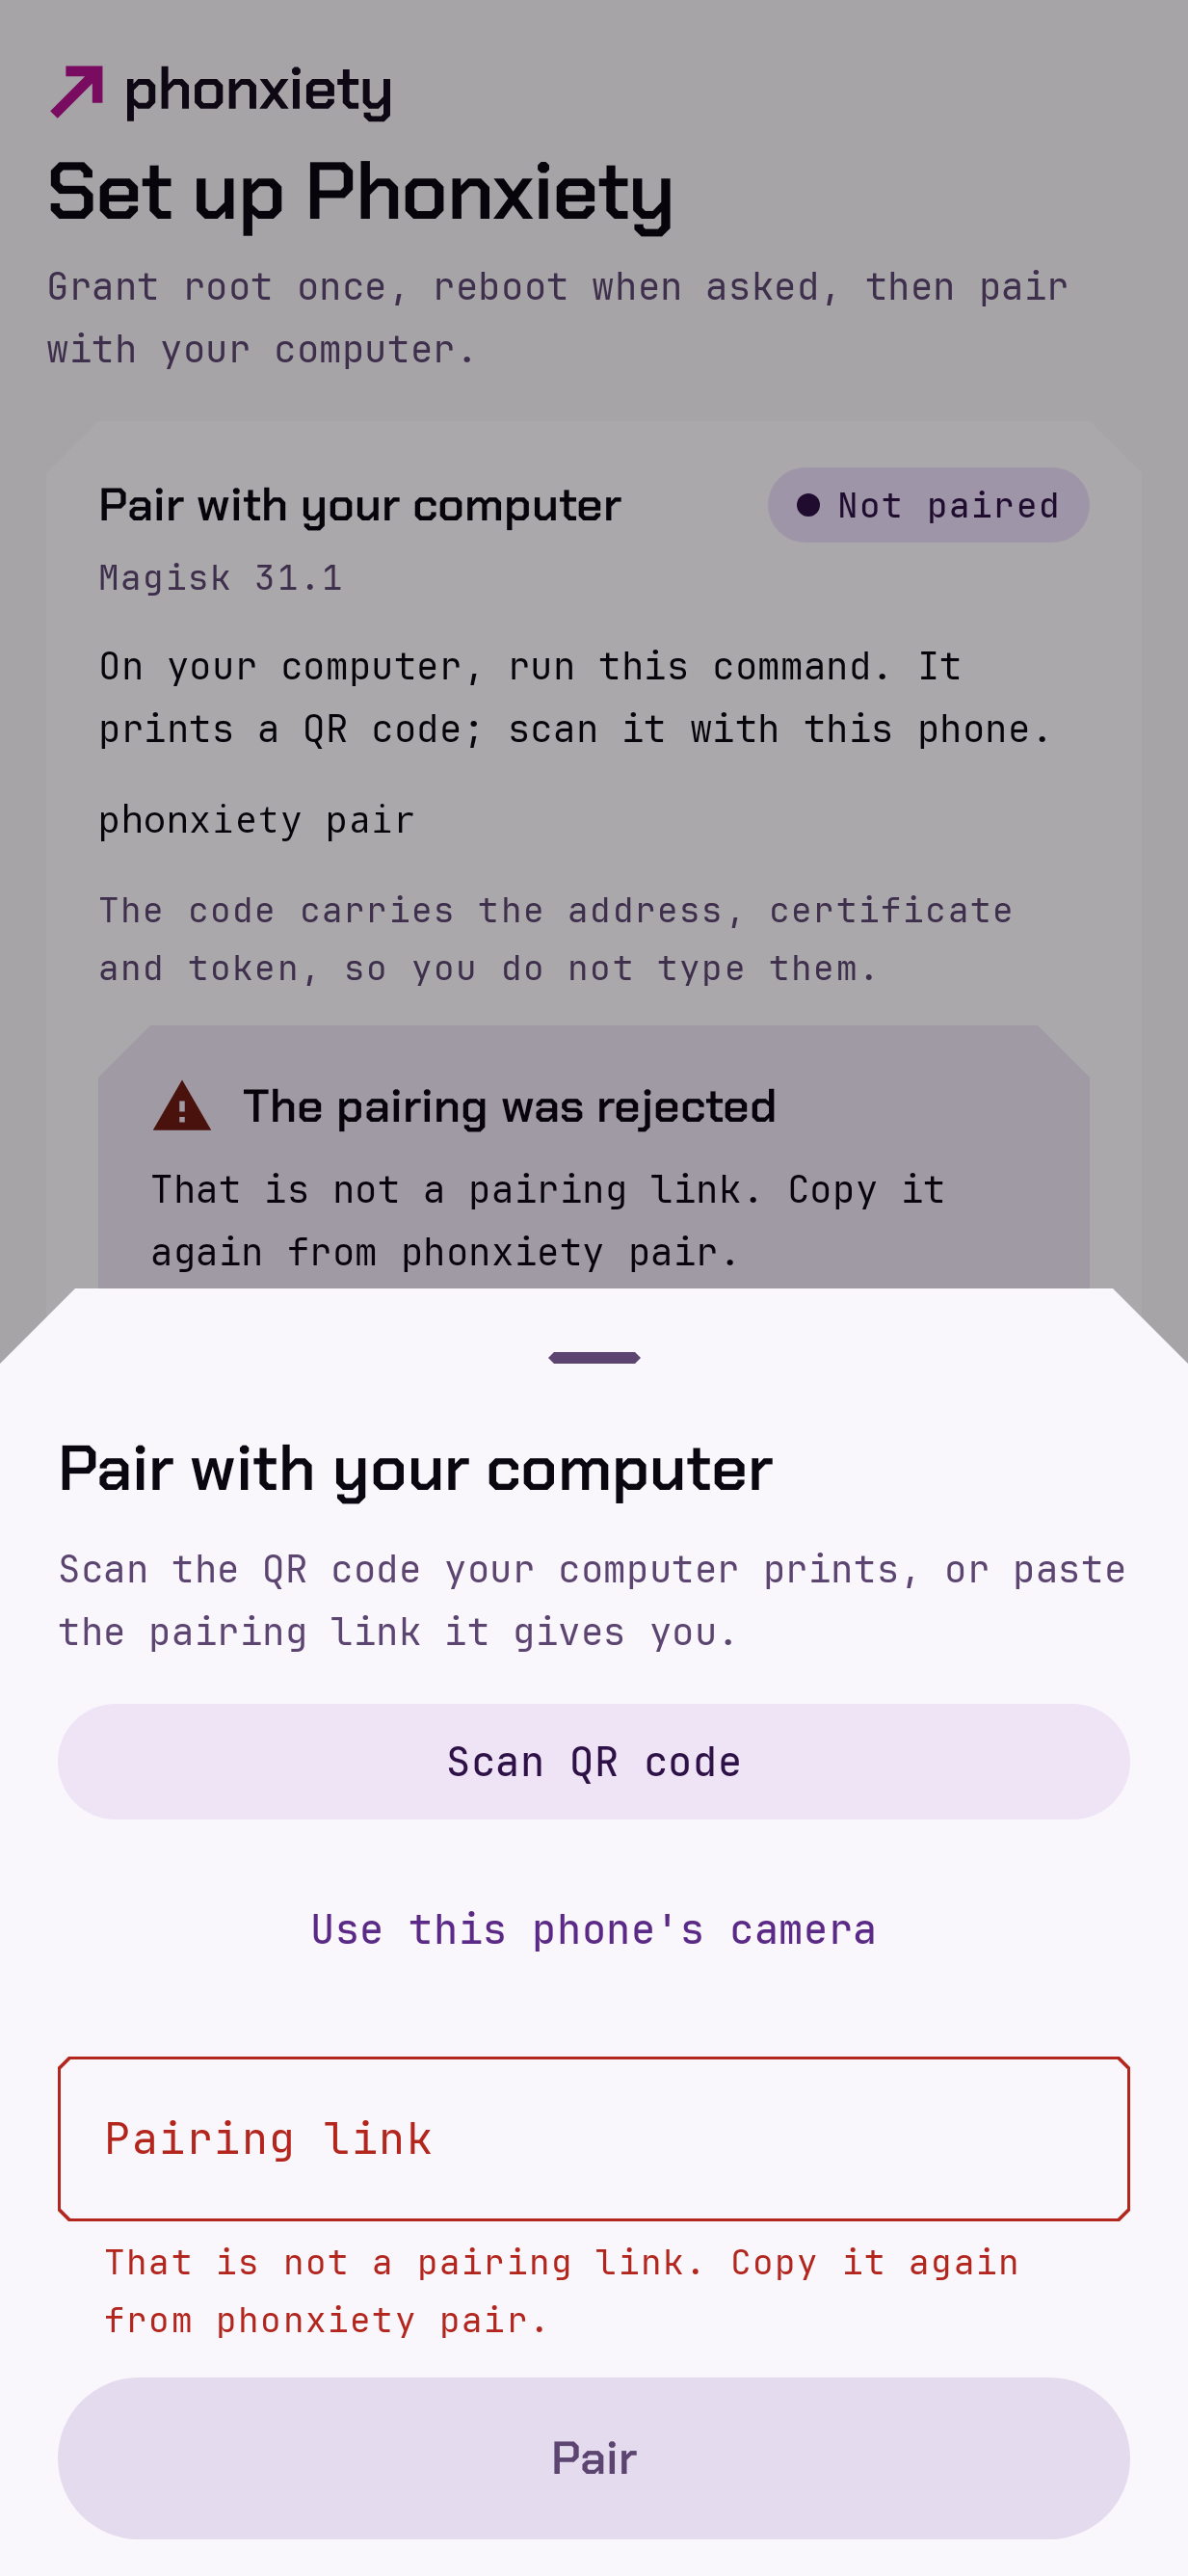 phonxiety
Set up Phonxiety
Grant root once, reboot when asked, then pair
with your computer.
Pair with your computer
Not paired
Magisk 31.1
On your computer, run this command. It
prints a QR code; scan it with this phone.
phonxiety pair
The code carries the address, certificate
and token, so you do not type them.
The pairing was rejected
That is not a pairing link. Copy it
again from phonxiety pair.
Pair with your computer
Scan the QR code your computer prints, or paste
the pairing link it gives you.
Scan QR code
Use this phone's camera
Pairing link
That is not a pairing link. Copy it again
from phonxiety pair.
Pair